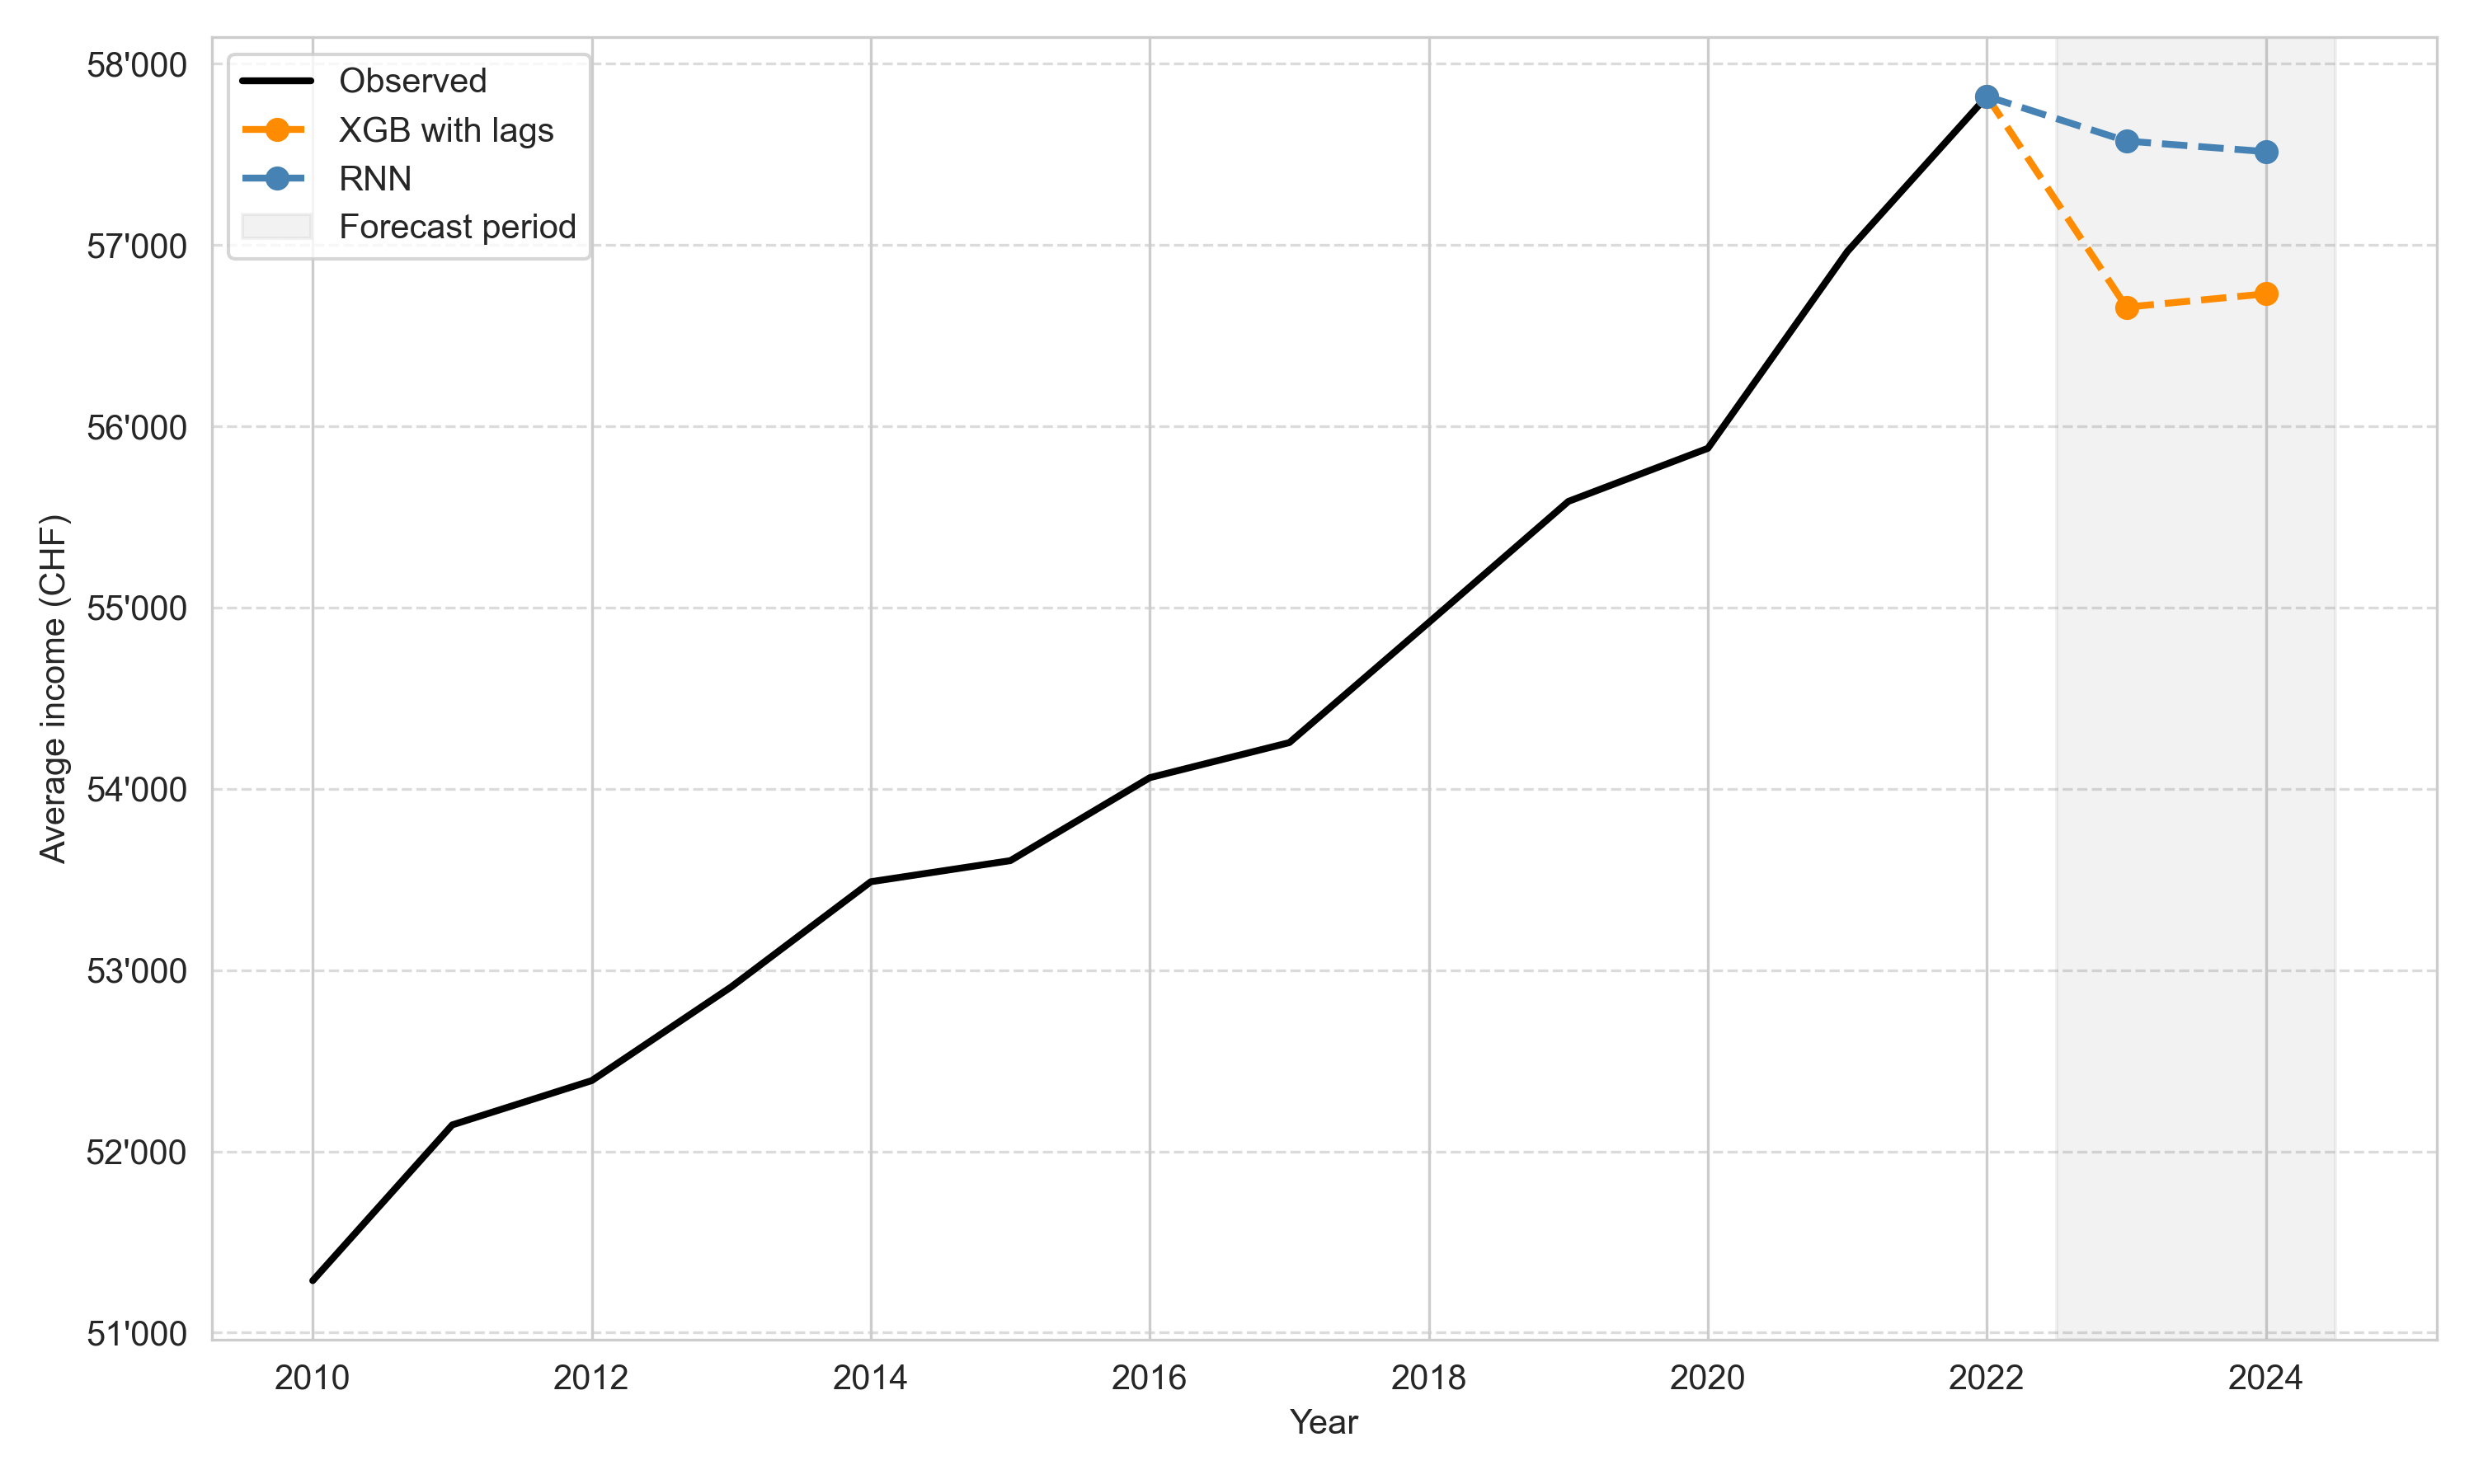 58'000
57'000
56'000
55'000
54'000
53'000
52'000
51'000
Average income (CHF)
Observed
XGB with lags
RNN
Forecast period
2010 2012 2014 2016 2018 2020 2022 2024
Year